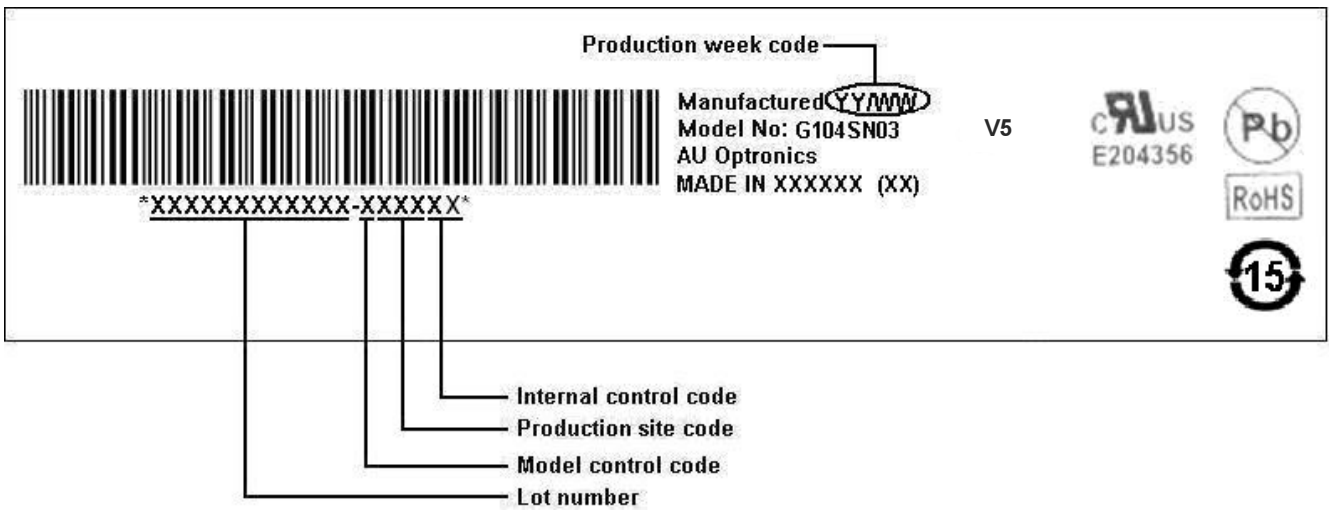 Production week code
Manufactured YY/WW
Model No: G104SN03 V5
AU Optronics
MADE IN XXXXXX (XX)
*XXXXXXXXXXXX-XXXXXX*
c RU US
E204356
Pb
RoHS
15
Internal control code
Production site code
Model control code
Lot number